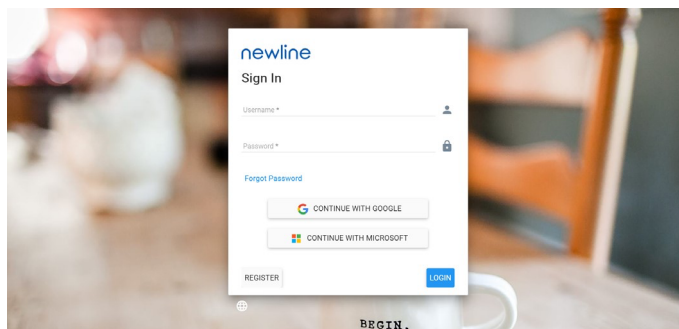 newline
Sign In
Username *
Password *
Forgot Password
CONTINUE WITH GOOGLE
CONTINUE WITH MICROSOFT
REGISTER
LOGIN
BEGIN.